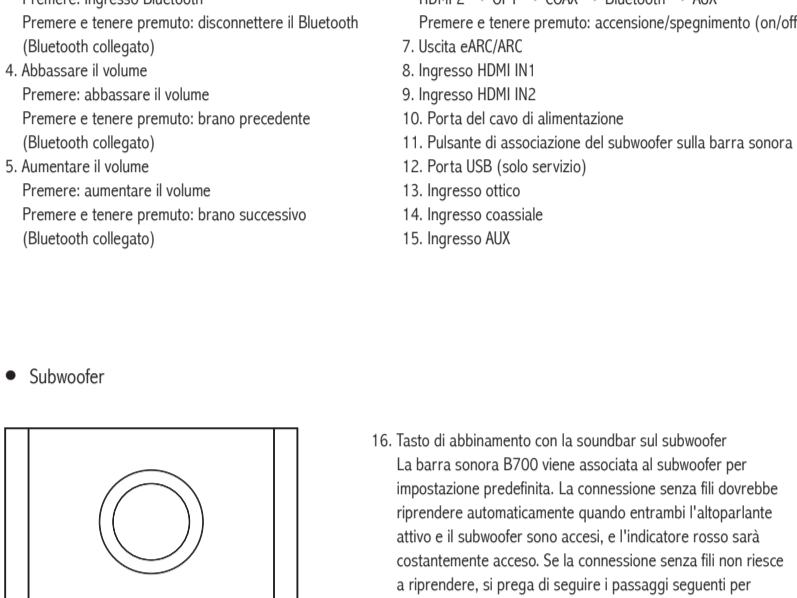 Premere: ingresso Bluetooth
Premere e tenere premuto: disconnettere il Bluetooth
(Bluetooth collegato)
4. Abbassare il volume
Premere: abbassare il volume
Premere e tenere premuto: brano precedente
(Bluetooth collegato)
5. Aumentare il volume
Premere: aumentare il volume
Premere e tenere premuto: brano successivo
(Bluetooth collegato)
HDMI 2 → OPT → COAX → Bluetooth → AUX
Premere e tenere premuto: accensione/spegnimento (on/off
7. Uscita eARC/ARC
8. Ingresso HDMI IN1
9. Ingresso HDMI IN2
10. Porta del cavo di alimentazione
11. Pulsante di associazione del subwoofer sulla barra sonora
12. Porta USB (solo servizio)
13. Ingresso ottico
14. Ingresso coassiale
15. Ingresso AUX
• Subwoofer
16. Tasto di abbinamento con la soundbar sul subwoofer
La barra sonora B700 viene associata al subwoofer per
impostazione predefinita. La connessione senza fili dovrebbe
riprendere automaticamente quando entrambi l'altoparlante
attivo e il subwoofer sono accesi, e l'indicatore rosso sarà
costantemente acceso. Se la connessione senza fili non riesce
a riprendere, si prega di seguire i passaggi seguenti per